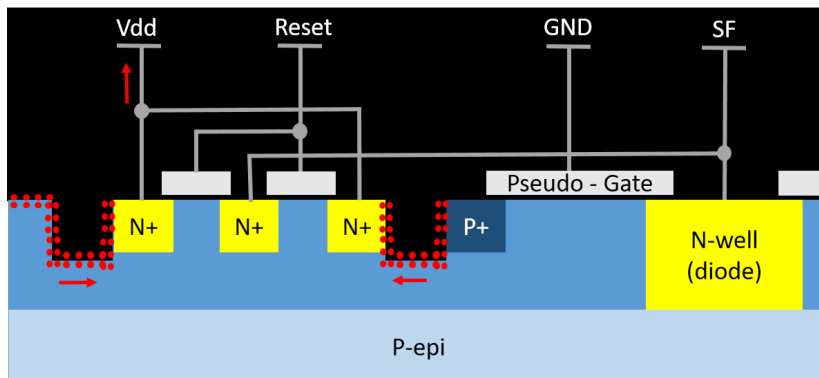 Vdd
Reset
GND
SF
Pseudo - Gate
N+
N+
N+
P+
N-well
(diode)
P-epi